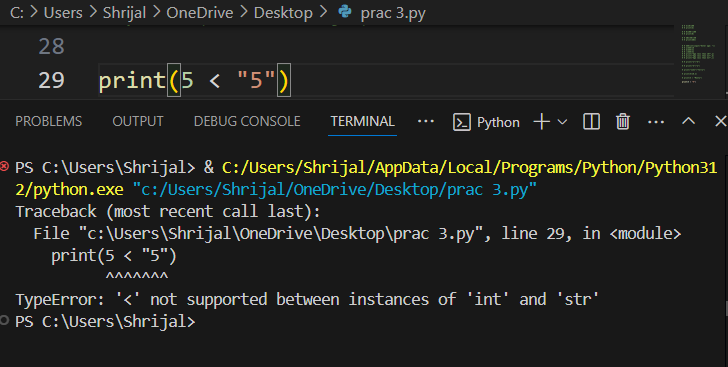 C: > Users > Shrijal > OneDrive > Desktop > prac 3.py
28
29 print(5 < "5")
PROBLEMS OUTPUT DEBUG CONSOLE TERMINAL ··· Python
PS C:\Users\Shrijal> & C:/Users/Shrijal/AppData/Local/Programs/Python/Python31
2/python.exe "c:/Users/Shrijal/OneDrive/Desktop/prac 3.py"
Traceback (most recent call last):
  File "c:\Users\Shrijal\OneDrive\Desktop\prac 3.py", line 29, in <module>
    print(5 < "5")
          ^^^^^^^
TypeError: '<' not supported between instances of 'int' and 'str'
PS C:\Users\Shrijal>